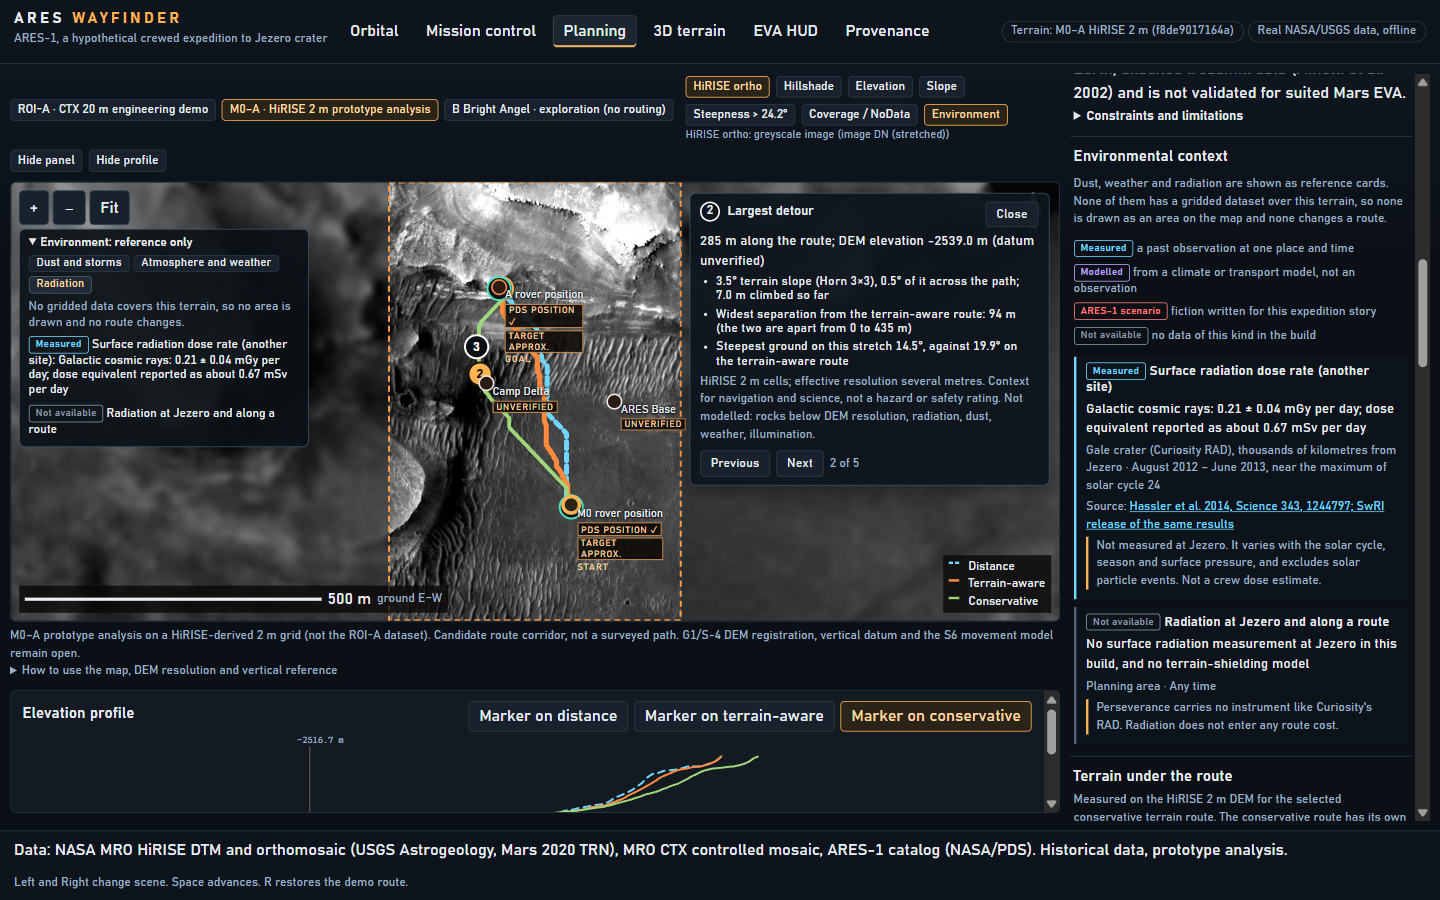 ARES WAYFINDER
ARES-1, a hypothetical crewed expedition to Jezero crater
Orbital
Mission control
Planning
3D terrain
EVA HUD
Provenance
Terrain: M0-A HiRISE 2 m (f8de9017164a)
Real NASA/USGS data, offline
ROI-A · CTX 20 m engineering demo
M0-A · HiRISE 2 m prototype analysis
B Bright Angel · exploration (no routing)
HiRISE ortho
Hillshade
Elevation
Slope
Steepness > 24.2°
Coverage / NoData
Environment
HiRISE ortho: greyscale image (image DN (stretched))
Hide panel
Hide profile
+
–
Fit
▼ Environment: reference only
Dust and storms
Atmosphere and weather
Radiation
No gridded data covers this terrain, so no area is
drawn and no route changes.
Measured Surface radiation dose rate (another
site): Galactic cosmic rays: 0.21 ± 0.04 mGy per
day, dose equivalent reported as about 0.67 mSv
per day
Not available Radiation at Jezero and along a
route
A rover position
PDS POSITION
✓
TARGET
APPROX.
GOAL
3
2
Camp Delta
UNVERIFIED
ARES Base
UNVERIFIED
M0 rover position
PDS POSITION ✓
TARGET
APPROX.
START
500 m ground E-W
2 Largest detour
Close
285 m along the route; DEM elevation -2539.0 m (datum
unverified)
• 3.5° terrain slope (Horn 3×3), 0.5° of it across the path;
7.0 m climbed so far
• Widest separation from the terrain-aware route: 94 m
(the two are apart from 0 to 435 m)
• Steepest ground on this stretch 14.5°, against 19.9° on
the terrain-aware route
HiRISE 2 m cells; effective resolution several metres. Context
for navigation and science, not a hazard or safety rating. Not
modelled: rocks below DEM resolution, radiation, dust,
weather, illumination.
Previous
Next
2 of 5
Distance
Terrain-aware
Conservative
M0-A prototype analysis on a HiRISE-derived 2 m grid (not the ROI-A dataset). Candidate route corridor, not a surveyed path. G1/S-4 DEM registration, vertical datum and the S6 movement model
remain open.
▶ How to use the map, DEM resolution and vertical reference
Elevation profile
Marker on distance
Marker on terrain-aware
Marker on conservative
-2516.7 m
2002) and is not validated for suited Mars EVA.
▶ Constraints and limitations
Environmental context
Dust, weather and radiation are shown as reference cards.
None of them has a gridded dataset over this terrain, so none
is drawn as an area on the map and none changes a route.
Measured a past observation at one place and time
Modelled from a climate or transport model, not an
observation
ARES-1 scenario fiction written for this expedition story
Not available no data of this kind in the build
Measured Surface radiation dose rate (another
site)
Galactic cosmic rays: 0.21 ± 0.04 mGy per day; dose
equivalent reported as about 0.67 mSv per day
Gale crater (Curiosity RAD), thousands of kilometres from
Jezero · August 2012 – June 2013, near the maximum of
solar cycle 24
Source: Hassler et al. 2014, Science 343, 1244797; SwRI
release of the same results
Not measured at Jezero. It varies with the solar cycle,
season and surface pressure, and excludes solar
particle events. Not a crew dose estimate.
Not available Radiation at Jezero and along a route
No surface radiation measurement at Jezero in this
build, and no terrain-shielding model
Planning area · Any time
Perseverance carries no instrument like Curiosity's
RAD. Radiation does not enter any route cost.
Terrain under the route
Measured on the HiRISE 2 m DEM for the selected
conservative terrain route. The conservative route has its own
Data: NASA MRO HiRISE DTM and orthomosaic (USGS Astrogeology, Mars 2020 TRN), MRO CTX controlled mosaic, ARES-1 catalog (NASA/PDS). Historical data, prototype analysis.
Left and Right change scene. Space advances. R restores the demo route.